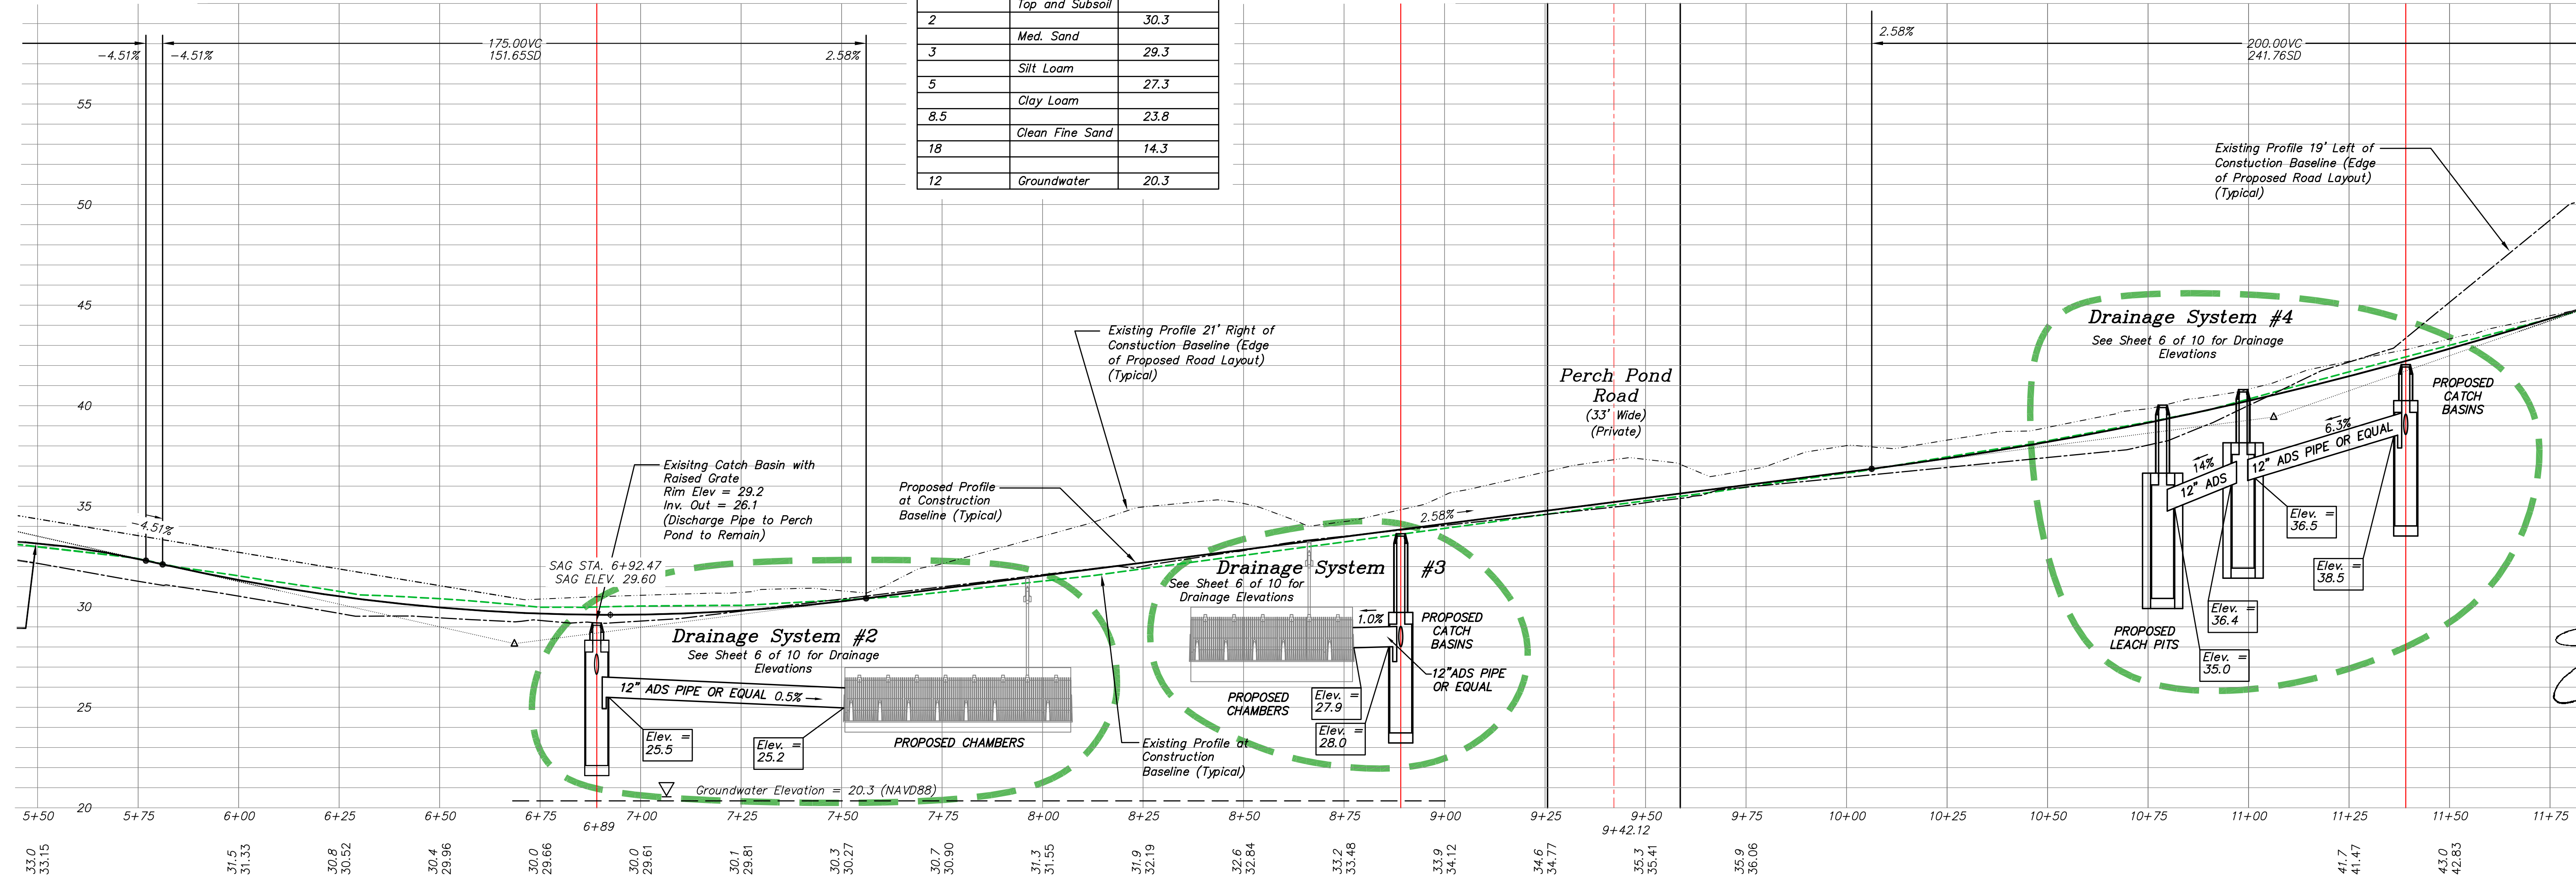 -4.51%
-4.51%
175.00VC
151.65SD
2.58%
2.58%
200.00VC
241.76SD
Top and Subsoil
2 30.3
Med. Sand
3 29.3
Silt Loam
5 27.3
Clay Loam
8.5 23.8
Clean Fine Sand
18 14.3
12 Groundwater 20.3
55
50
45
40
35
30
25
20
Existing Profile 19' Left of
Constuction Baseline (Edge
of Proposed Road Layout)
(Typical)
Existing Profile 21' Right of
Constuction Baseline (Edge
of Proposed Road Layout)
(Typical)
Perch Pond
Road
(33' Wide)
(Private)
Drainage System #4
See Sheet 6 of 10 for Drainage
Elevations
PROPOSED
CATCH
BASINS
6.3%
12" ADS PIPE OR EQUAL
14%
12" ADS
Elev. =
36.5
Elev. =
38.5
Elev. =
36.4
Elev. =
35.0
PROPOSED
LEACH PITS
Exisitng Catch Basin with
Raised Grate
Rim Elev = 29.2
Inv. Out = 26.1
(Discharge Pipe to Perch
Pond to Remain)
Proposed Profile
at Construction
Baseline (Typical)
-4.51%
2.58%
SAG STA. 6+92.47
SAG ELEV. 29.60
Drainage System #2
See Sheet 6 of 10 for Drainage
Elevations
12" ADS PIPE OR EQUAL 0.5%
Elev. =
25.5
Elev. =
25.2
PROPOSED CHAMBERS
Drainage System #3
See Sheet 6 of 10 for
Drainage Elevations
1.0%
PROPOSED
CATCH
BASINS
12"ADS PIPE
OR EQUAL
PROPOSED
CHAMBERS
Elev. =
27.9
Elev. =
28.0
Existing Profile at
Construction
Baseline (Typical)
Groundwater Elevation = 20.3 (NAVD88)
5+50 5+75 6+00 6+25 6+50 6+75 7+00 7+25 7+50 7+75 8+00 8+25 8+50 8+75 9+00 9+25 9+50 9+75 10+00 10+25 10+50 10+75 11+00 11+25 11+50 11+75
6+89
9+42.12
33.0
33.15
31.5
31.33
30.8
30.52
30.4
29.96
30.0
29.66
30.0
29.61
30.1
29.81
30.3
30.27
30.7
30.90
31.3
31.55
31.9
32.19
32.6
32.84
33.2
33.48
33.9
34.12
34.6
34.77
35.3
35.41
35.9
36.06
41.7
41.47
43.0
42.83